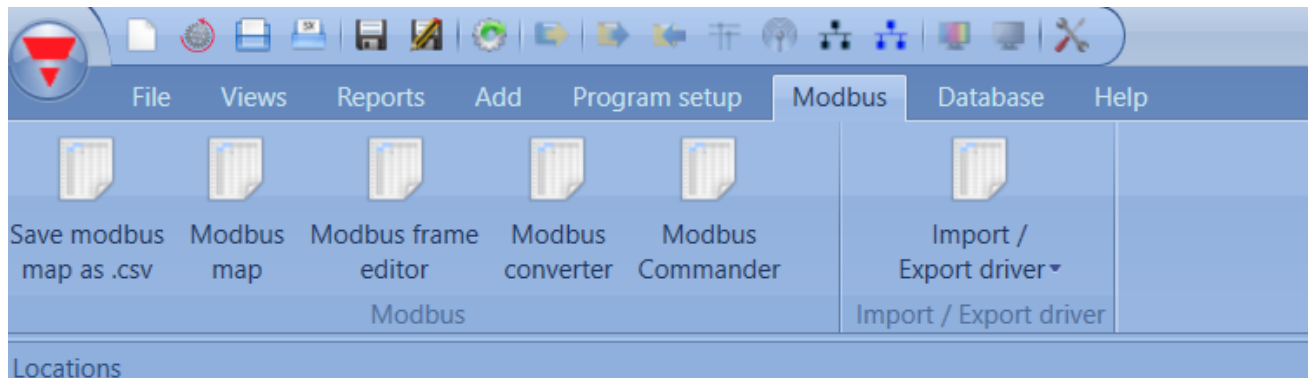 File Views Reports Add Program setup Modbus Database Help
Save modbus map as .csv
Modbus map
Modbus frame editor
Modbus converter
Modbus Commander
Import / Export driver
Modbus
Import / Export driver
Locations